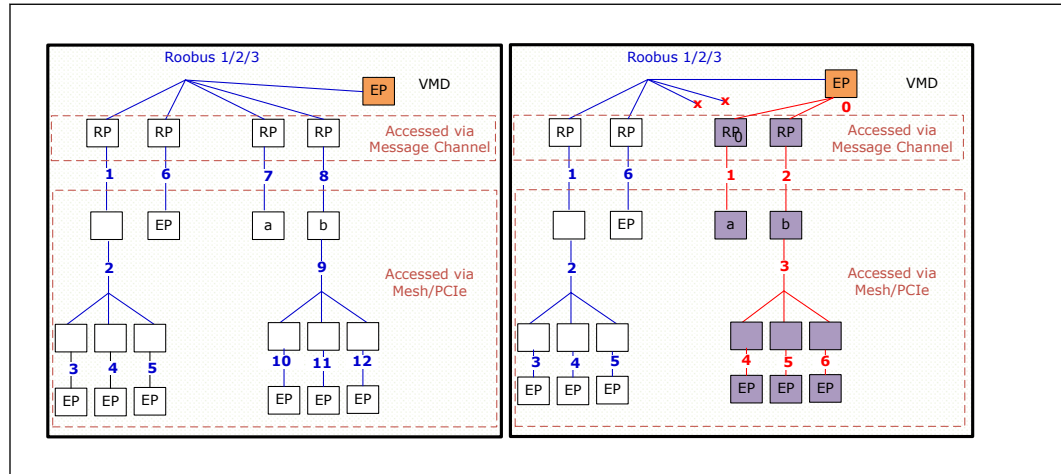 Roobus 1/2/3
EP
VMD
RP RP RP RP
Accessed via
Message Channel
1 6 7 8
EP a b
2 9
Accessed via
Mesh/PCIe
3 4 5 10 11 12
EP EP EP EP EP EP
Roobus 1/2/3
EP
VMD
x x 0
RP RP RP RP
0
Accessed via
Message Channel
1 6 1 2
EP a b
2 3
Accessed via
Mesh/PCIe
3 4 5 4 5 6
EP EP EP EP EP EP